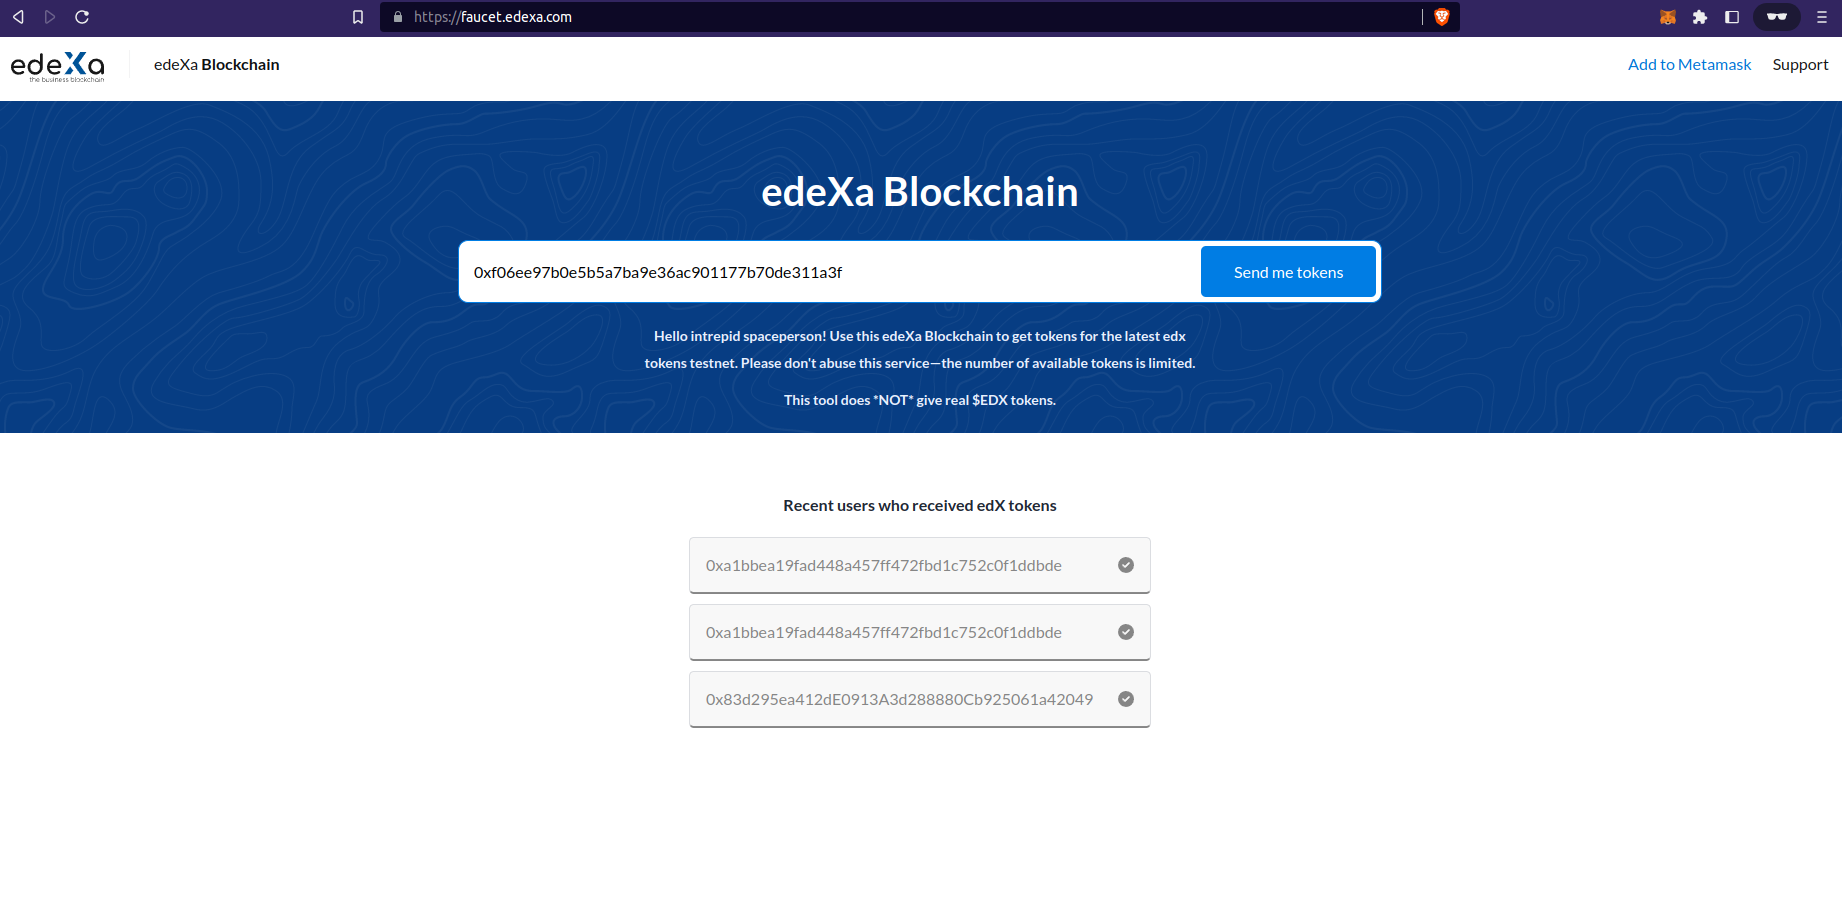 https://faucet.edexa.com
edeXa
the business blockchain
edeXa Blockchain
Add to Metamask
Support
edeXa Blockchain
0xf06ee97b0e5b5a7ba9e36ac901177b70de311a3f
Send me tokens
Hello intrepid spaceperson! Use this edeXa Blockchain to get tokens for the latest edx
tokens testnet. Please don't abuse this service—the number of available tokens is limited.
This tool does *NOT* give real $EDX tokens.
Recent users who received edX tokens
0xa1bbea19fad448a457ff472fbd1c752c0f1ddbde
0xa1bbea19fad448a457ff472fbd1c752c0f1ddbde
0x83d295ea412dE0913A3d288880Cb925061a42049